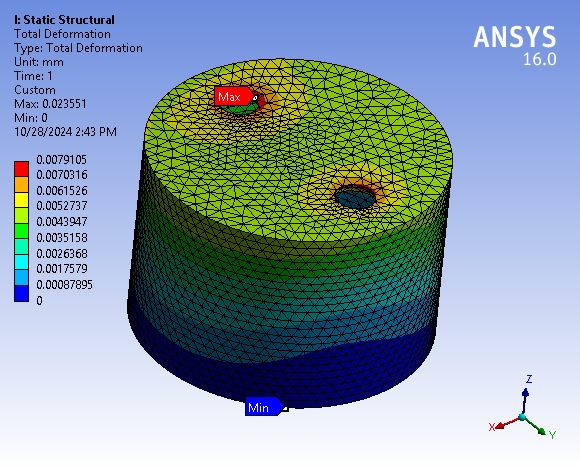 I: Static Structural
Total Deformation
Type: Total Deformation
Unit: mm
Time: 1
Custom
Max: 0.023551
Min: 0
10/28/2024 2:43 PM
ANSYS
16.0
0.0079105
0.0070316
0.0061526
0.0052737
0.0043947
0.0035158
0.0026368
0.0017579
0.00087895
0
Max
Min
Z
X
Y